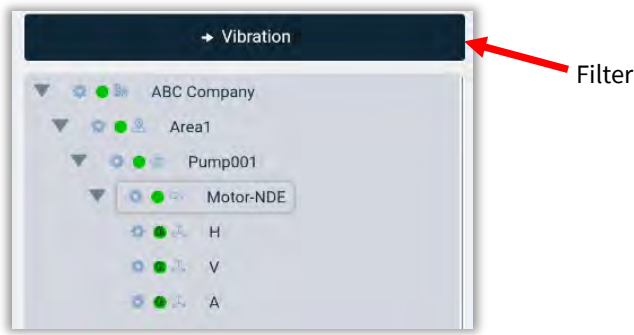 Vibration
Filter
ABC Company
Area1
Pump001
Motor-NDE
H
V
A